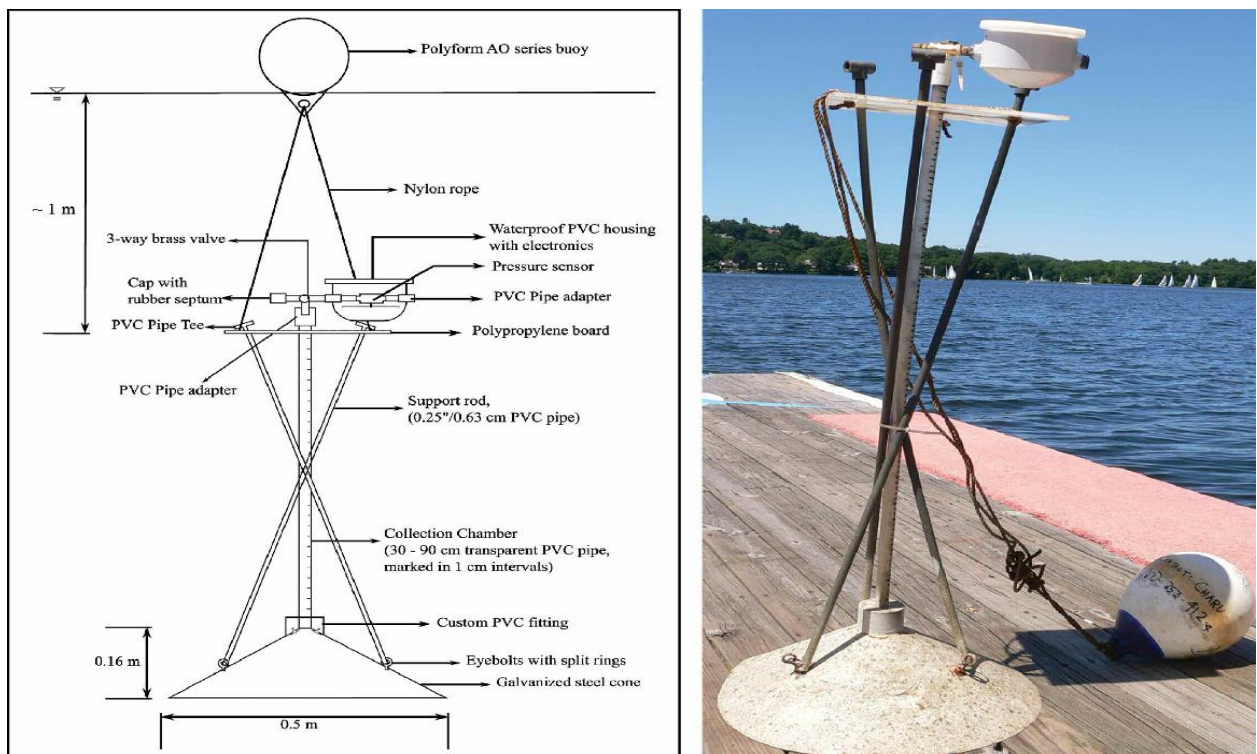 Polyform AO series buoy
~ 1 m
Nylon rope
3-way brass valve
Waterproof PVC housing
with electronics
Pressure sensor
Cap with
rubber septum
PVC Pipe adapter
PVC Pipe Tee
Polypropylene board
PVC Pipe adapter
Support rod,
(0.25"/0.63 cm PVC pipe)
Collection Chamber
(30 - 90 cm transparent PVC pipe,
marked in 1 cm intervals)
Custom PVC fitting
0.16 m
Eyebolts with split rings
Galvanized steel cone
0.5 m
CHARU